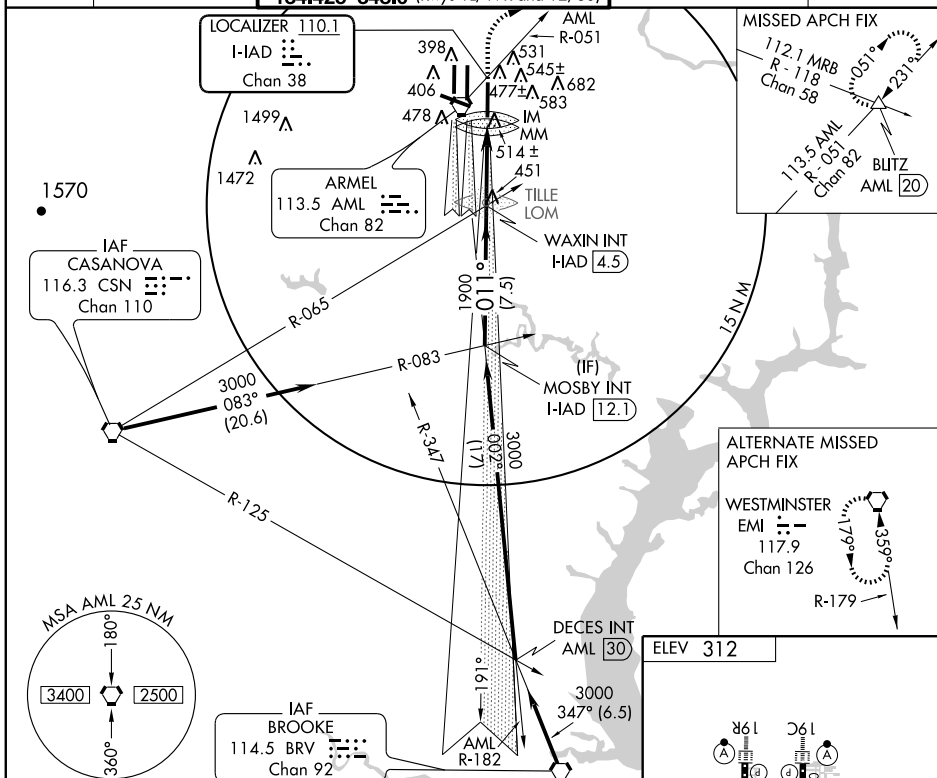 LOCALIZER 110.1
I-IAD
Chan 38
AML
R-051
398
531
545±
406
477±
682
583
478
IM
MM
514 ±
451
1499
1472
1570
ARMEL
113.5 AML
Chan 82
TILLE
LOM
WAXIN INT
I-IAD 4.5
IAF
CASANOVA
116.3 CSN
Chan 110
R-065
1900
011°
(7.5)
15 NM
R-083
3000
083°
(20.6)
(IF)
MOSBY INT
I-IAD 12.1
R-347
3000
002°
(17)
R-125
MISSED APCH FIX
112.1 MRB
R - 118
Chan 58
051°
231°
113.5 AML
R - 051
Chan 82
BLITZ
AML 20
ALTERNATE MISSED
APCH FIX
WESTMINSTER
EMI
117.9
Chan 126
179°
359°
R-179
MSA AML 25 NM
180°
3400
2500
360°
DECES INT
AML 30
191°
3000
347° (6.5)
AML
R-182
IAF
BROOKE
114.5 BRV
Chan 92
ELEV 312
19R
19C
A
A
P
P